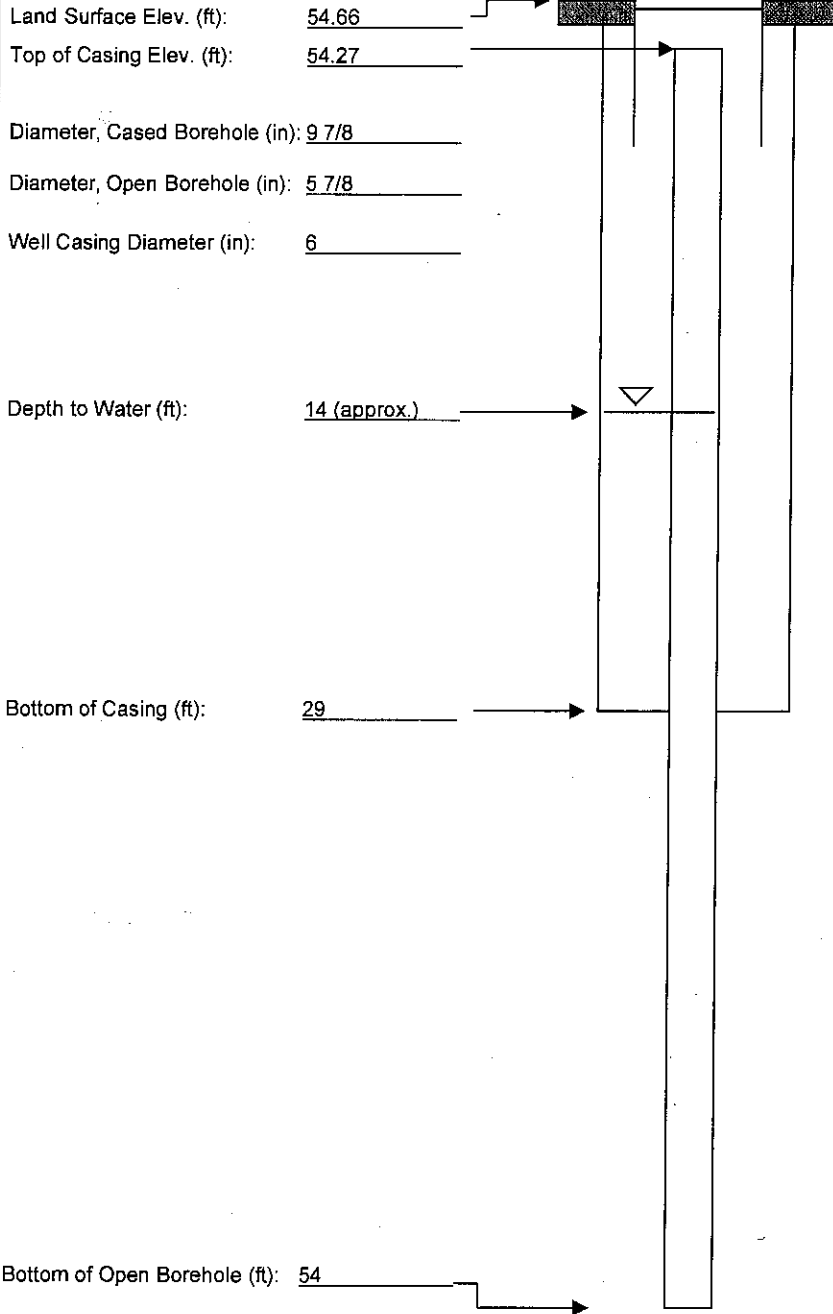 Land Surface Elev. (ft): 54.66
Top of Casing Elev. (ft): 54.27
Diameter, Cased Borehole (in): 9 7/8
Diameter, Open Borehole (in): 5 7/8
Well Casing Diameter (in): 6
Depth to Water (ft): 14 (approx.)
Bottom of Casing (ft): 29
Bottom of Open Borehole (ft): 54